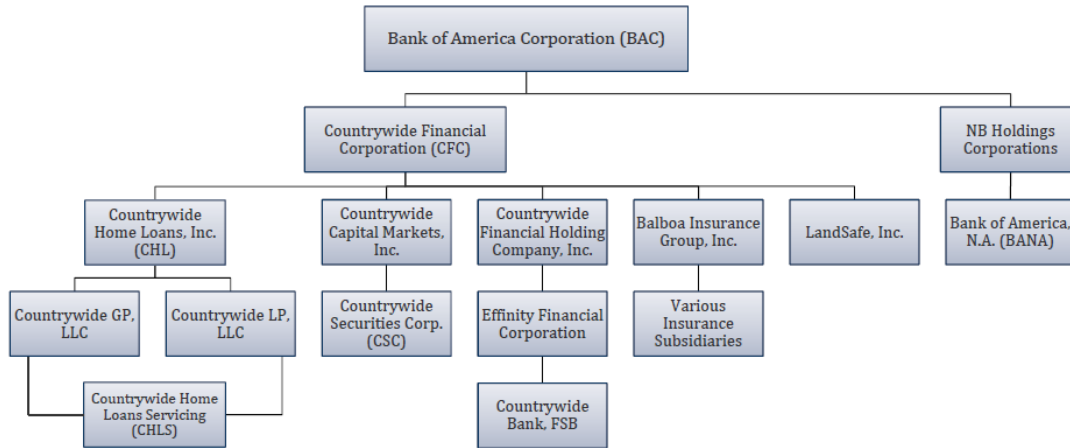 Bank of America Corporation (BAC)
Countrywide Financial
Corporation (CFC)
NB Holdings
Corporations
Countrywide
Home Loans, Inc.
(CHL)
Countrywide
Capital Markets,
Inc.
Countrywide
Financial Holding
Company, Inc.
Balboa Insurance
Group, Inc.
LandSafe, Inc.
Bank of America,
N.A. (BANA)
Countrywide GP,
LLC
Countrywide LP,
LLC
Countrywide
Securities Corp.
(CSC)
Effinity Financial
Corporation
Various
Insurance
Subsidiaries
Countrywide Home
Loans Servicing
(CHLS)
Countrywide
Bank, FSB